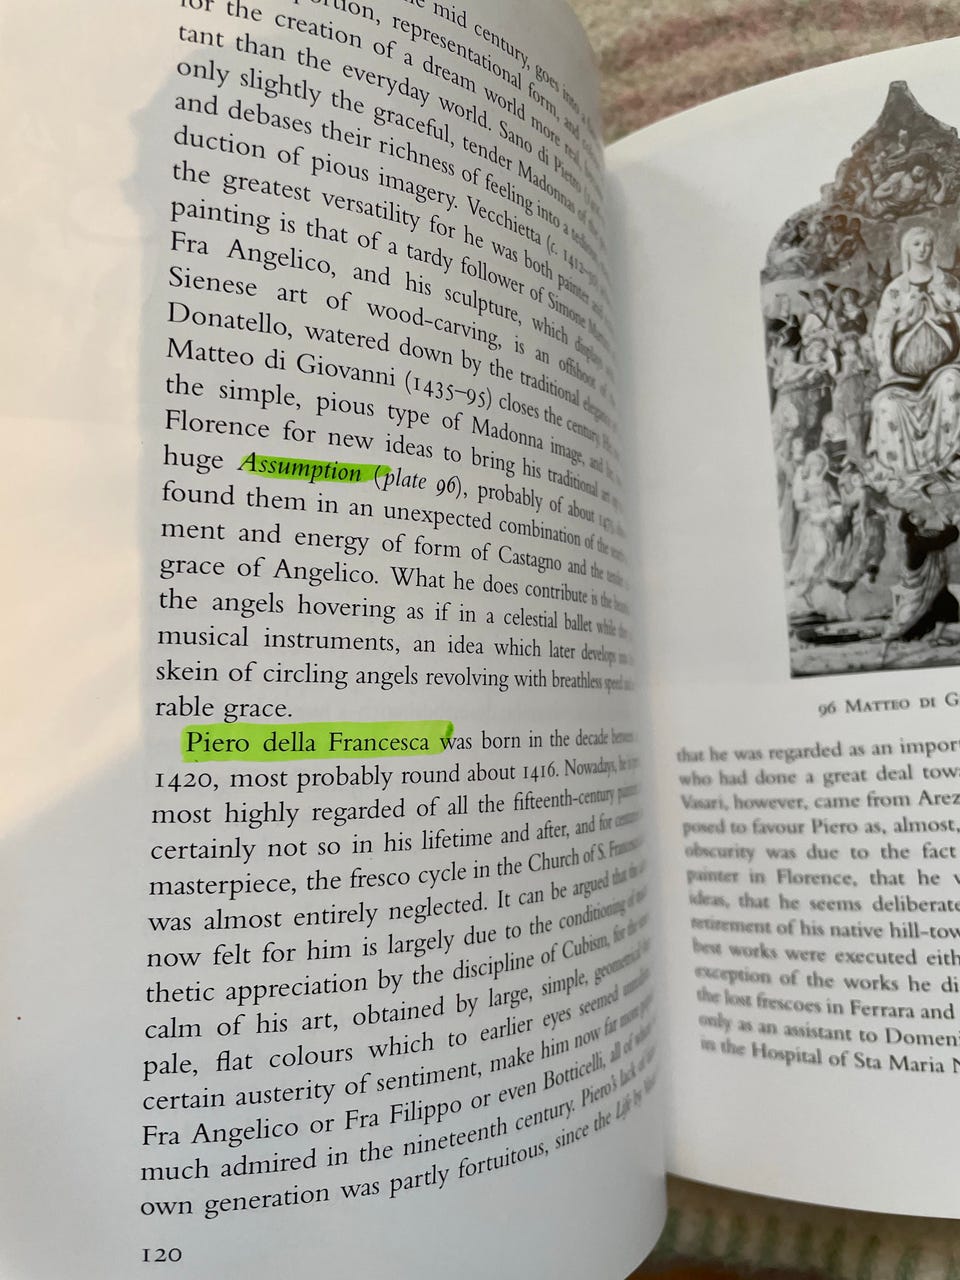 mid century, goes into a
representational form, and
for the creation of a dream world more real,
tant than the everyday world. Sano di Pietro
only slightly the graceful, tender Madonnas of
and debases their richness of feeling into a
duction of pious imagery. Vecchietta (c. 1412–
the greatest versatility for he was both painter and
painting is that of a tardy follower of Simone
Fra Angelico, and his sculpture, which
Sienese art of wood-carving, is an offshoot of
Donatello, watered down by the traditional
Matteo di Giovanni (1435–95) closes the century.
the simple, pious type of Madonna image, and
Florence for new ideas to bring his traditional art
huge Assumption (plate 96), probably of about
found them in an unexpected combination of the
ment and energy of form of Castagno and the
grace of Angelico. What he does contribute is the
the angels hovering as if in a celestial ballet while
musical instruments, an idea which later develops
skein of circling angels revolving with breathless speed
rable grace.
Piero della Francesca was born in the decade
1420, most probably round about 1416. Nowadays, he is
most highly regarded of all the fifteenth-century
certainly not so in his lifetime and after, and for
masterpiece, the fresco cycle in the Church of S.
was almost entirely neglected. It can be argued that the
now felt for him is largely due to the conditioning of
thetic appreciation by the discipline of Cubism, for the
calm of his art, obtained by large, simple, geometrical
pale, flat colours which to earlier eyes seemed
certain austerity of sentiment, make him now far more
Fra Angelico or Fra Filippo or even Botticelli, all of
much admired in the nineteenth century. Piero's lack of
own generation was partly fortuitous, since the Life by
120
96 MATTEO DI G
that he was regarded as an impor
who had done a great deal tow
Vasari, however, came from Arez
posed to favour Piero as, almost,
obscurity was due to the fact
painter in Florence, that he
ideas, that he seems deliberate
retirement of his native hill-tow
best works were executed eith
exception of the works he di
the lost frescoes in Ferrara and
only as an assistant to Domeni
in the Hospital of Sta Maria N